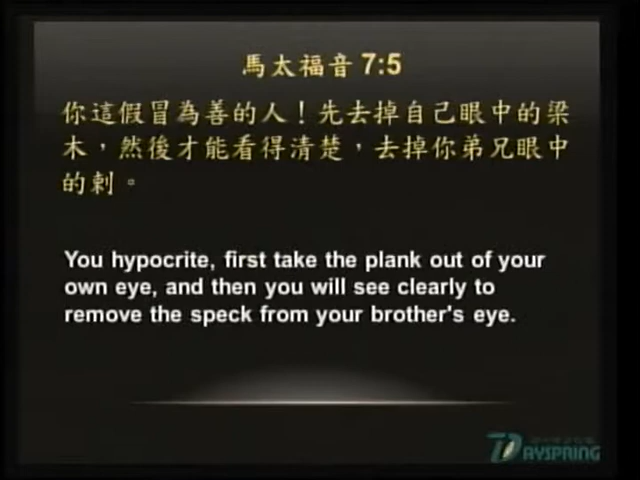 馬太福音 7:5
你這假冒為善的人！先去掉自己眼中的梁
木，然後才能看得清楚，去掉你弟兄眼中
的刺。
You hypocrite, first take the plank out of your
own eye, and then you will see clearly to
remove the speck from your brother's eye.
DAYSPRING